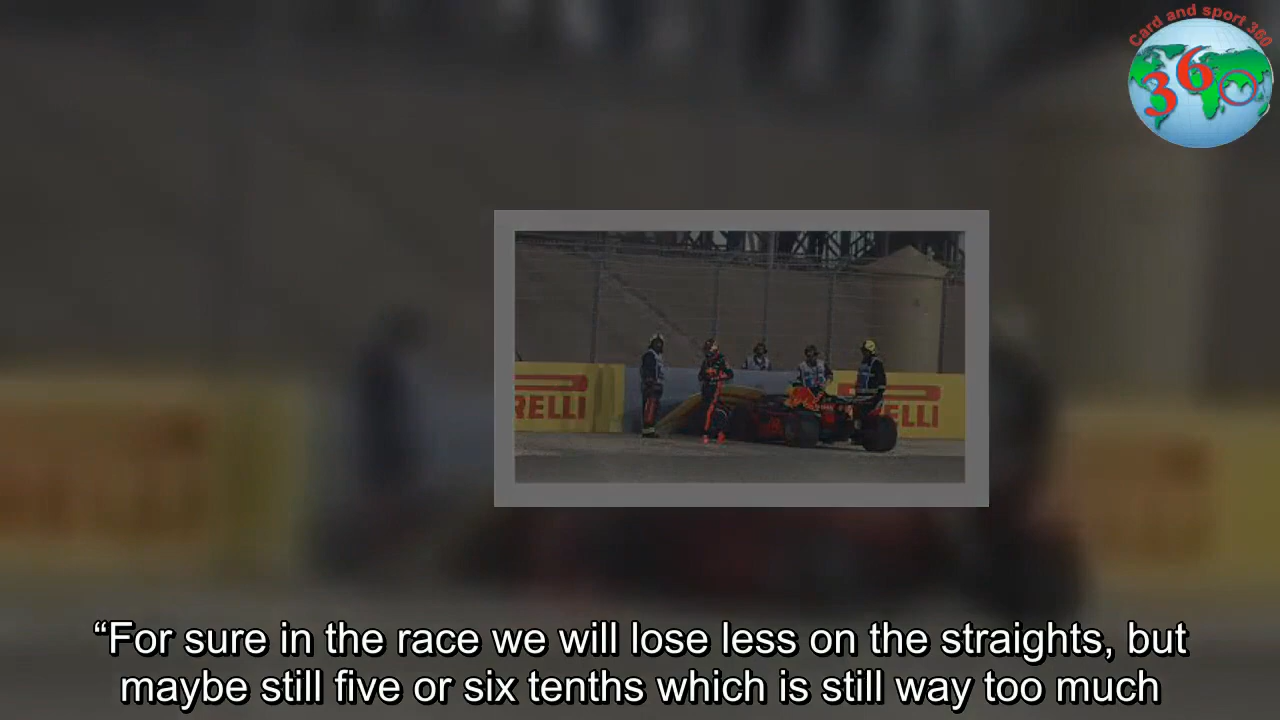 Card and sport 360
360
RELLI
RELLI
“For sure in the race we will lose less on the straights, but
maybe still five or six tenths which is still way too much